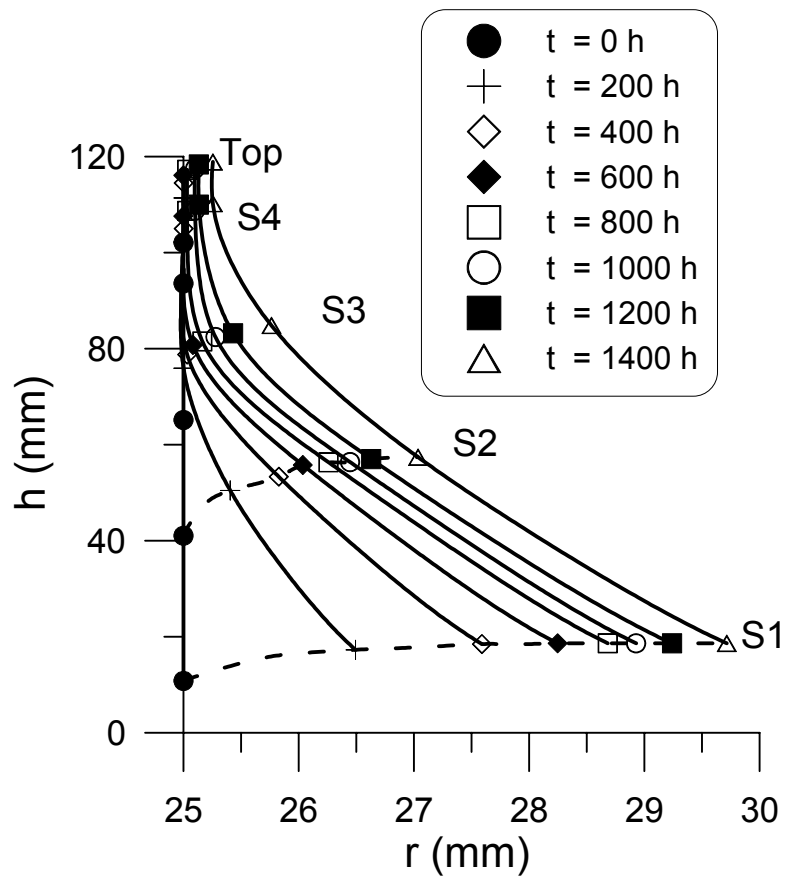 t = 0 h
t = 200 h
t = 400 h
t = 600 h
t = 800 h
t = 1000 h
t = 1200 h
t = 1400 h
120
Top
S4
S3
80
S2
40
S1
0
h (mm)
25 26 27 28 29 30
r (mm)